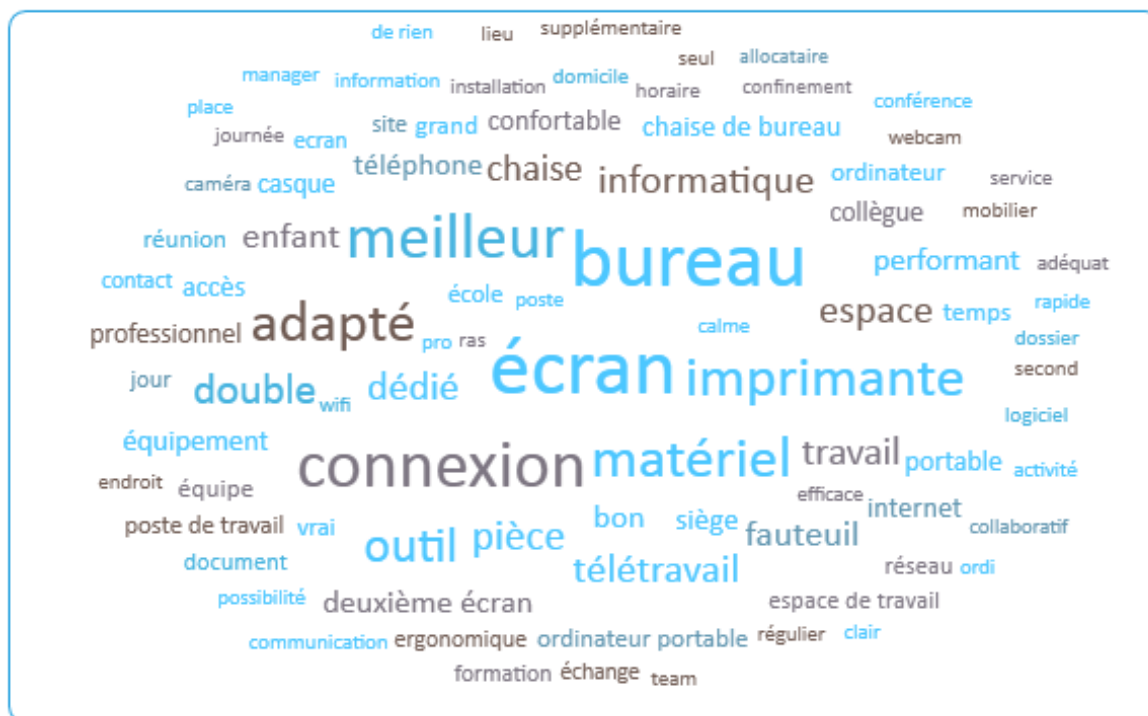 de rien lieu supplémentaire
seul allocataire
manager information installation domicile horaire confinement
place conférence
journée ecran site grand confortable chaise de bureau webcam
téléphone chaise informatique ordinateur service
caméra casque collègue mobilier
réunion enfant meilleur bureau performant adéquat
contact accès école poste espace temps rapide
professionnel adapté pro ras calme dossier
jour double wifi dédié écran imprimante second
logiciel
équipement connexion matériel travail portable activité
endroit équipe efficace internet
poste de travail vrai outil pièce bon siège fauteuil collaboratif
document télétravail réseau ordi
possibilité deuxième écran espace de travail
communication ergonomique ordinateur portable régulier clair
formation échange team